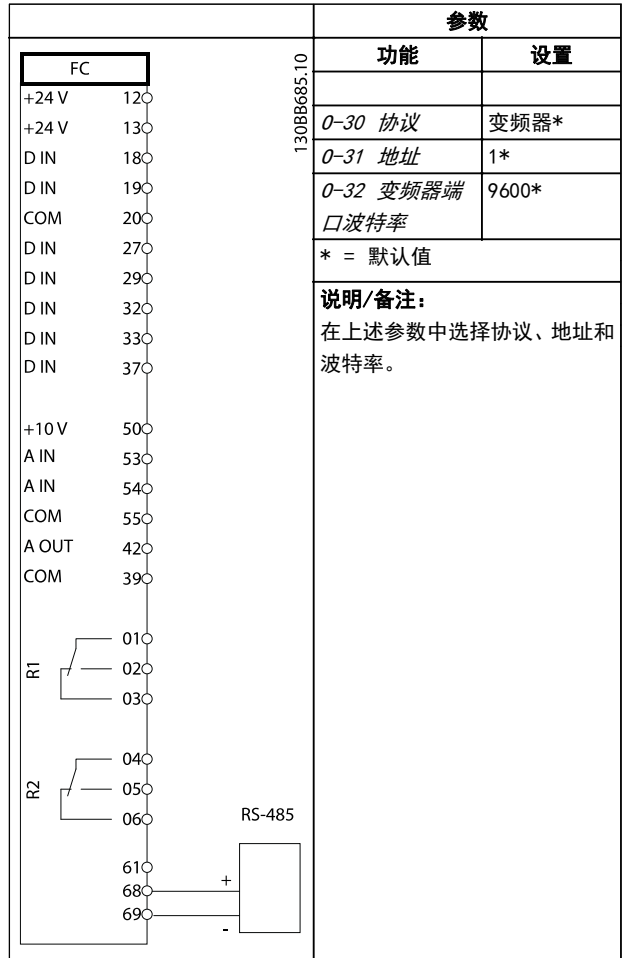 参数
功能 设置
0-30 协议 变频器*
0-31 地址 1*
0-32 变频器端 9600*
口波特率
* = 默认值
说明/备注:
在上述参数中选择协议、地址和
波特率。
FC
130BB685.10
+24 V 12
+24 V 13
D IN 18
D IN 19
COM 20
D IN 27
D IN 29
D IN 32
D IN 33
D IN 37
+10 V 50
A IN 53
A IN 54
COM 55
A OUT 42
COM 39
R1
01
02
03
R2
04
05
06
RS-485
61
68 +
69 -